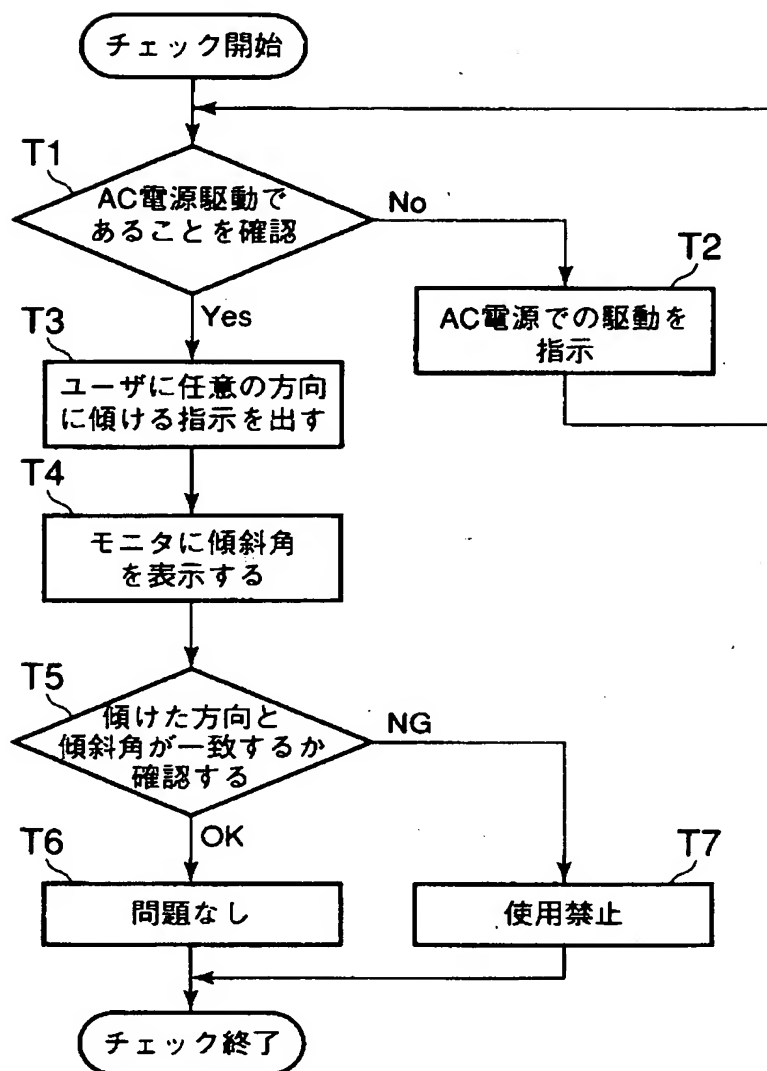 チェック開始
T1
AC電源駆動で
あることを確認
No
T2
AC電源での駆動を
指示
Yes
T3
ユーザに任意の方向
に傾ける指示を出す
T4
モニタに傾斜角
を表示する
T5
傾けた方向と
傾斜角が一致するか
確認する
NG
OK
T6
問題なし
T7
使用禁止
チェック終了